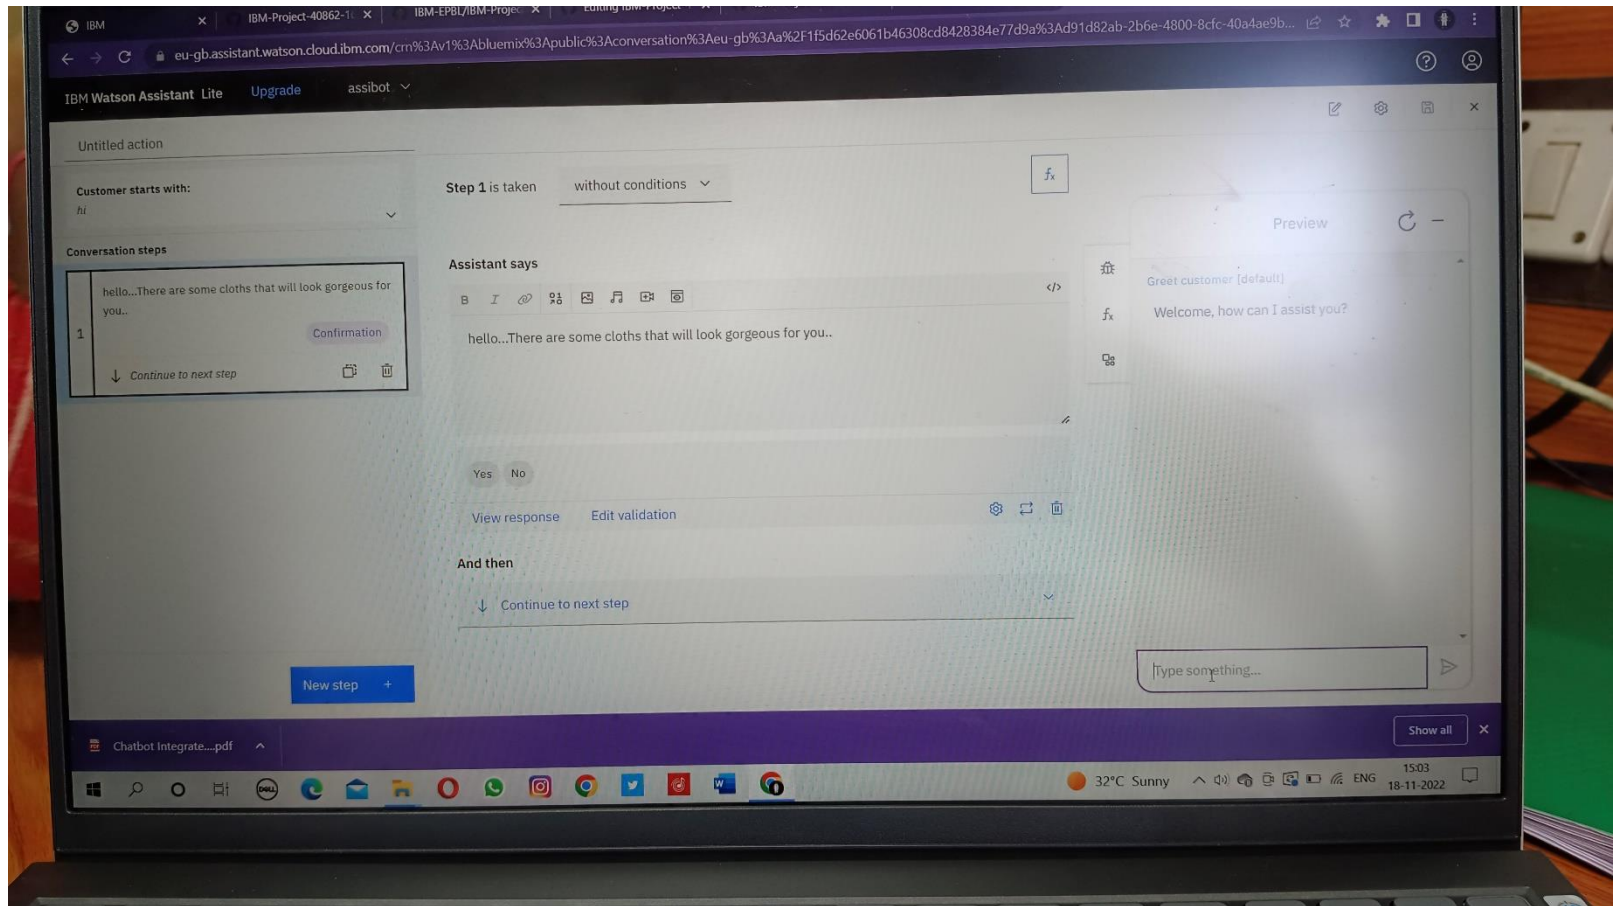 IBM
IBM-Project-40862-1
IBM-EPBL/IBM-Projec
eu-gb.assistant.watson.cloud.ibm.com/crn%3Av1%3Abluemix%3Apublic%3Aconversation%3Aeu-gb%3Aa%2F1f5d62e6061b46308cd8428384e77d9a%3Ad91d82ab-2b6e-4800-8cfc-40a4ae9b...
IBM Watson Assistant Lite
Upgrade
assibot
Untitled action
Customer starts with:
hi
Conversation steps
1
hello...There are some cloths that will look gorgeous for
you..
Confirmation
Continue to next step
New step +
Step 1 is taken
without conditions
fx
Assistant says
B I
</>
hello...There are some cloths that will look gorgeous for you..
Yes No
View response
Edit validation
And then
Continue to next step
fx
Preview
Greet customer [default]
Welcome, how can I assist you?
Type something...
Chatbot Integrate....pdf
Show all
DELL
W
32°C Sunny
ENG
15:03
18-11-2022